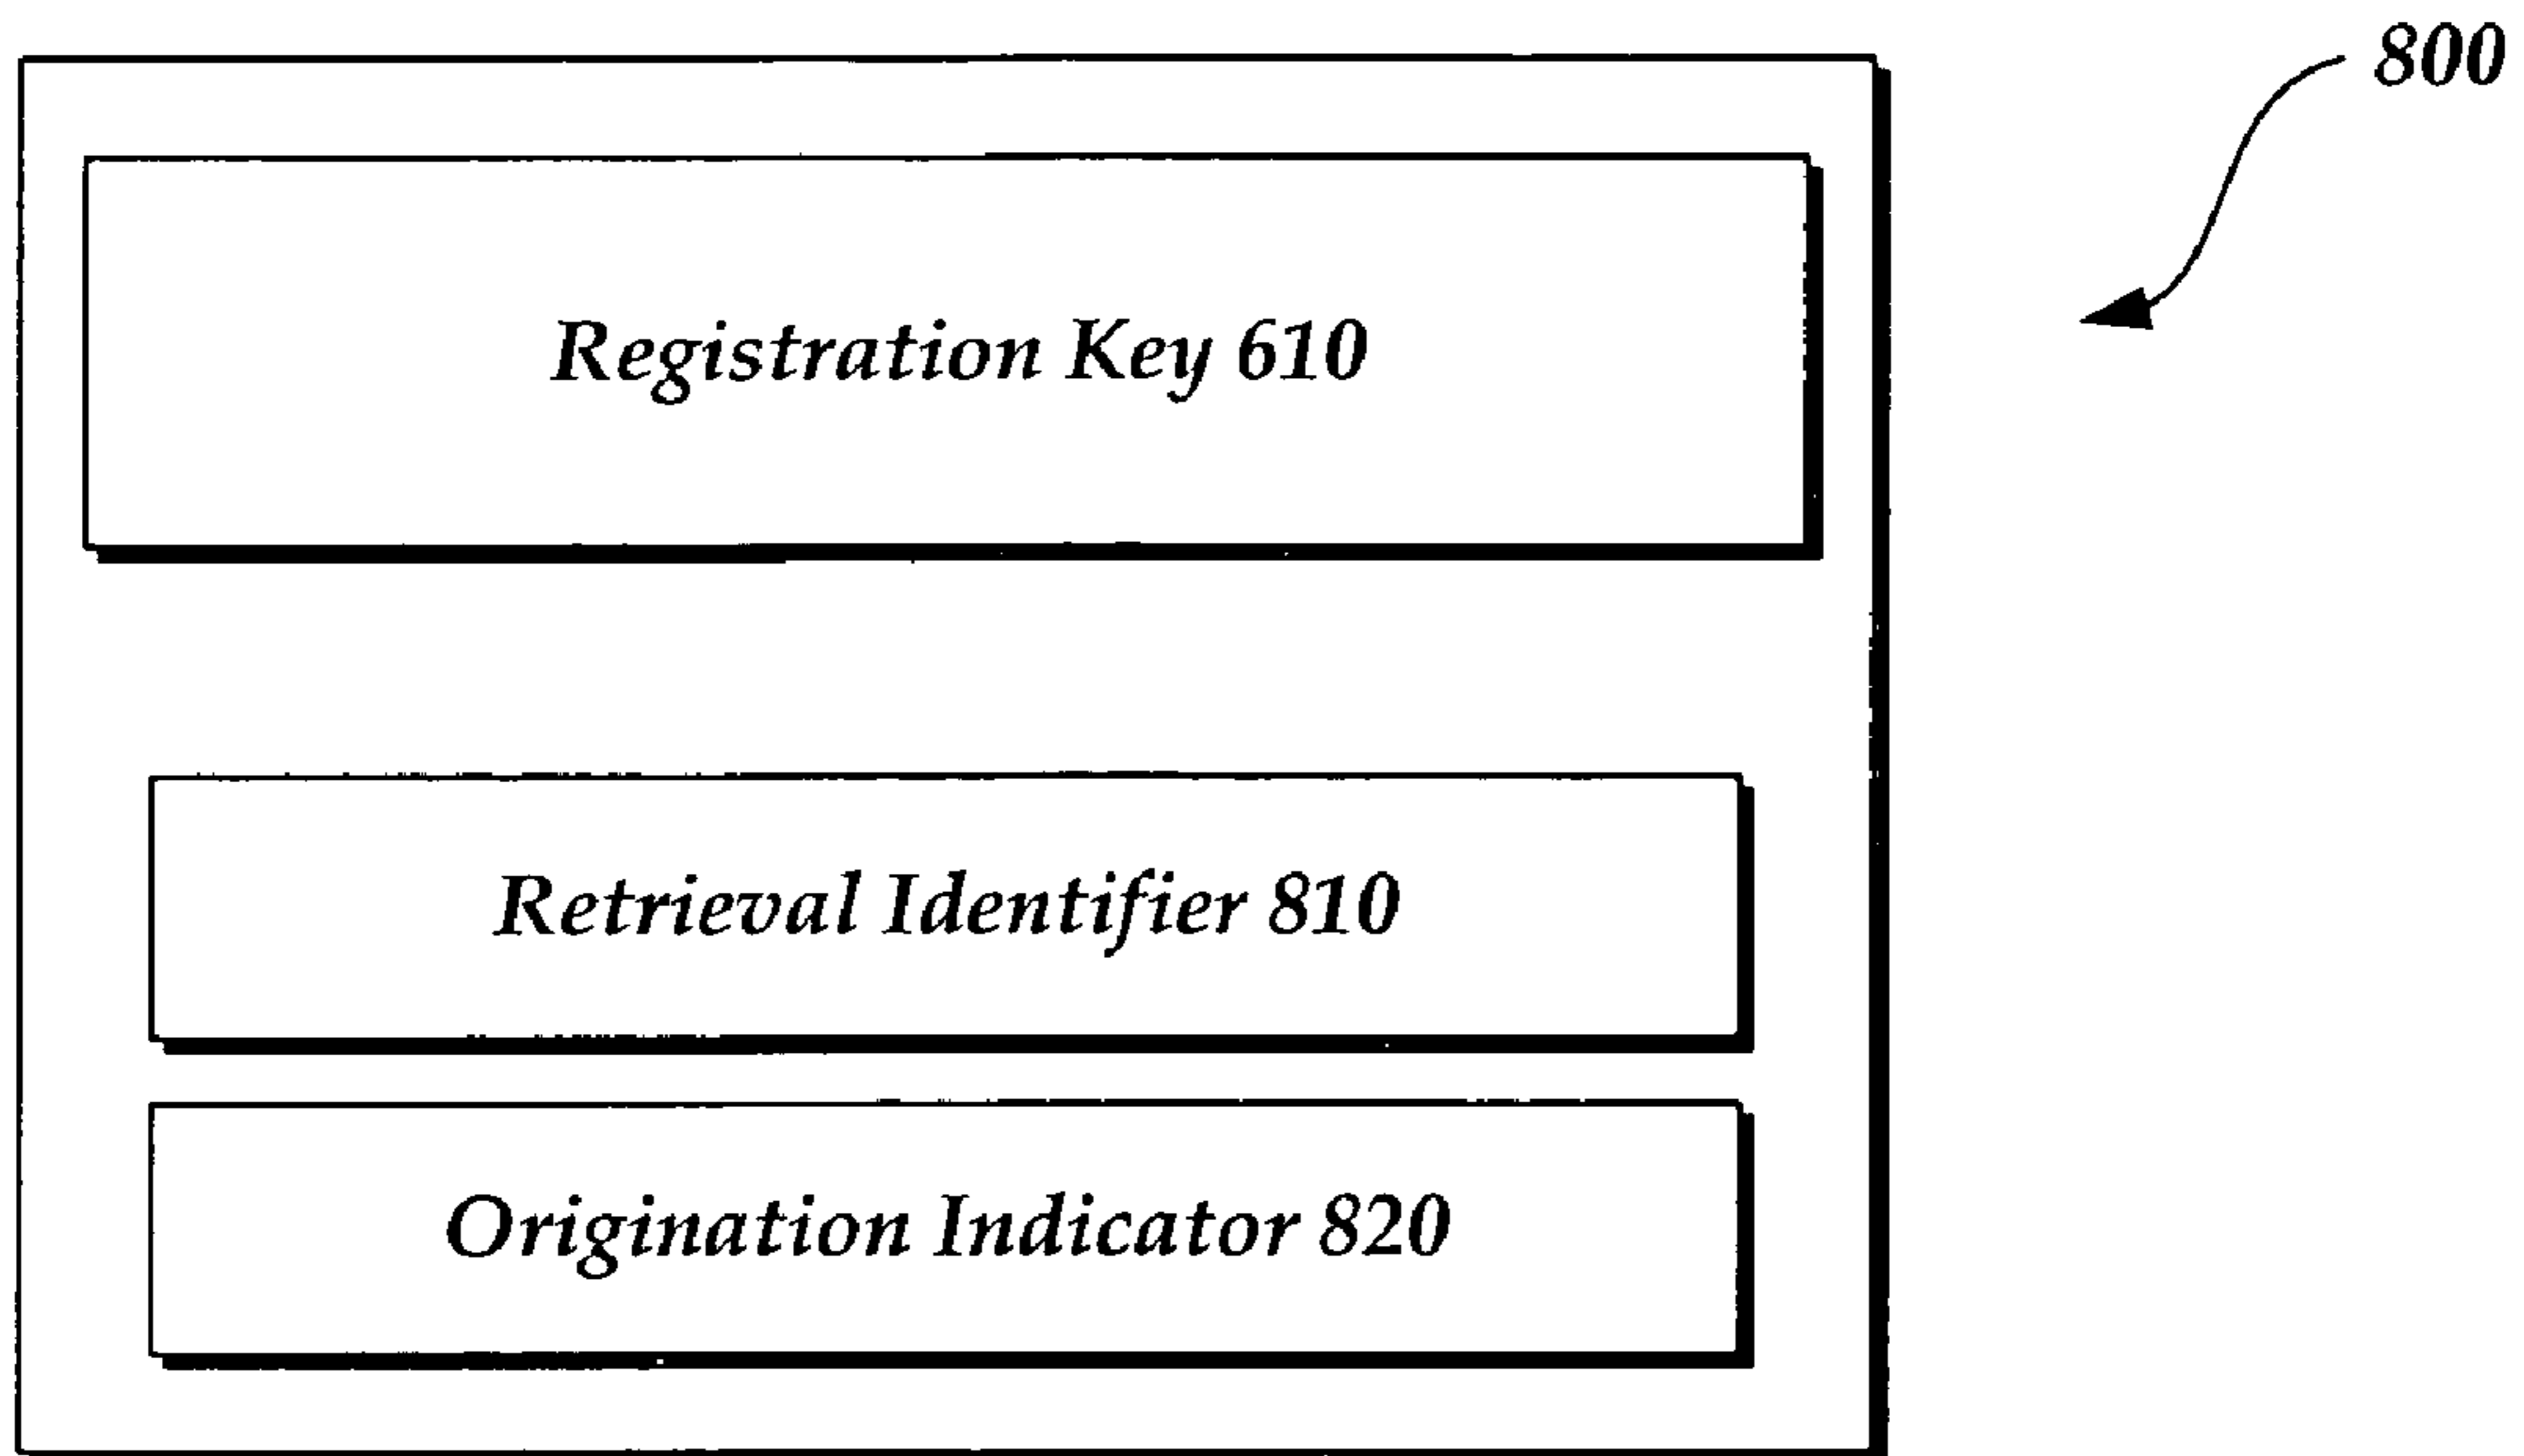 800
Registration Key 610
Retrieval Identifier 810
Origination Indicator 820